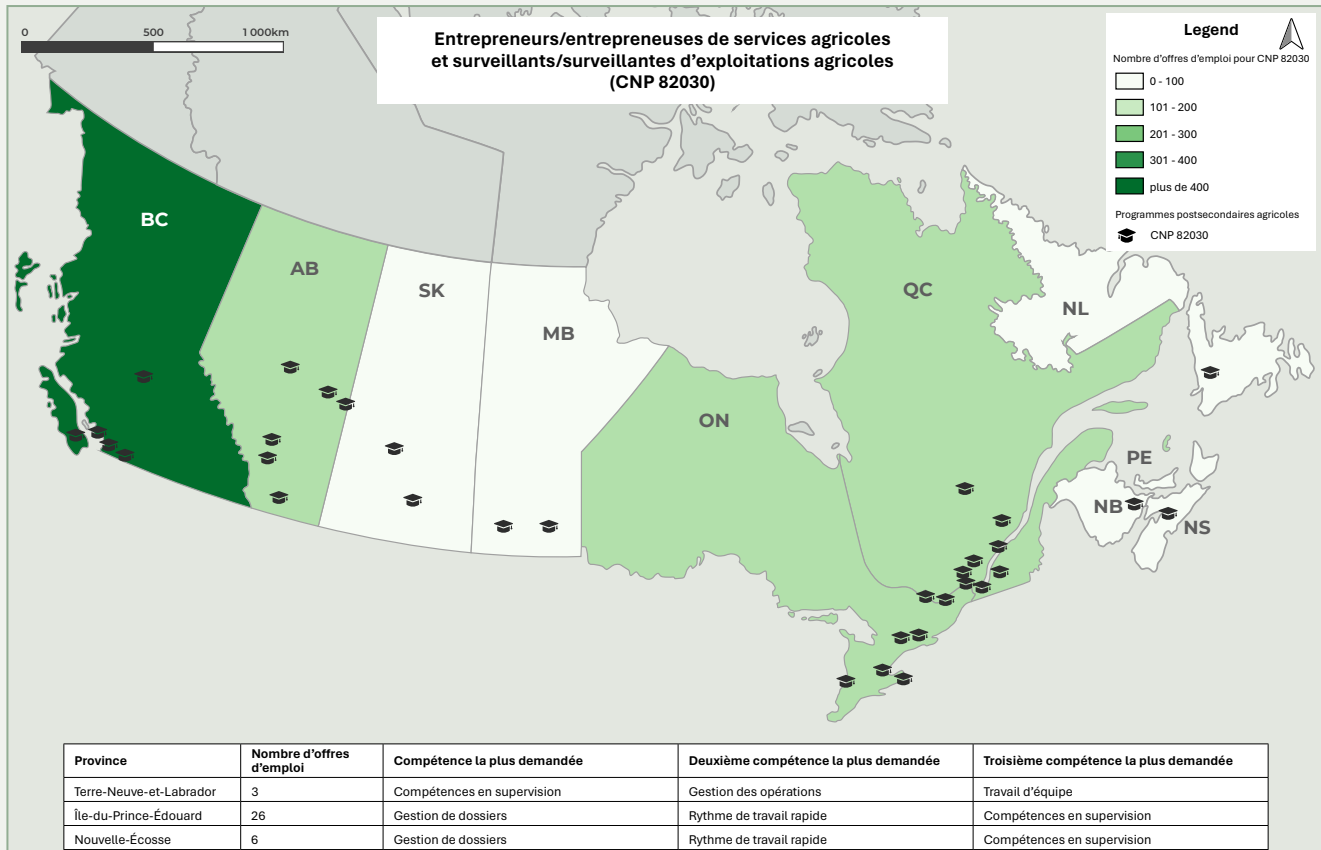 0 500 1 000km
Entrepreneurs/entrepreneuses de services agricoles
et surveillants/surveillantes d'exploitations agricoles
(CNP 82030)
Legend
Nombre d'offres d'emploi pour CNP 82030
0 - 100
101 - 200
201 - 300
301 - 400
plus de 400
Programmes postsecondaires agricoles
CNP 82030
BC
AB
SK
MB
ON
QC
NL
PE
NB
NS
Province Nombre d'offres d'emploi Compétence la plus demandée Deuxième compétence la plus demandée Troisième compétence la plus demandée
Terre-Neuve-et-Labrador 3 Compétences en supervision Gestion des opérations Travail d'équipe
Île-du-Prince-Édouard 26 Gestion de dossiers Rythme de travail rapide Compétences en supervision
Nouvelle-Écosse 6 Gestion de dossiers Rythme de travail rapide Compétences en supervision